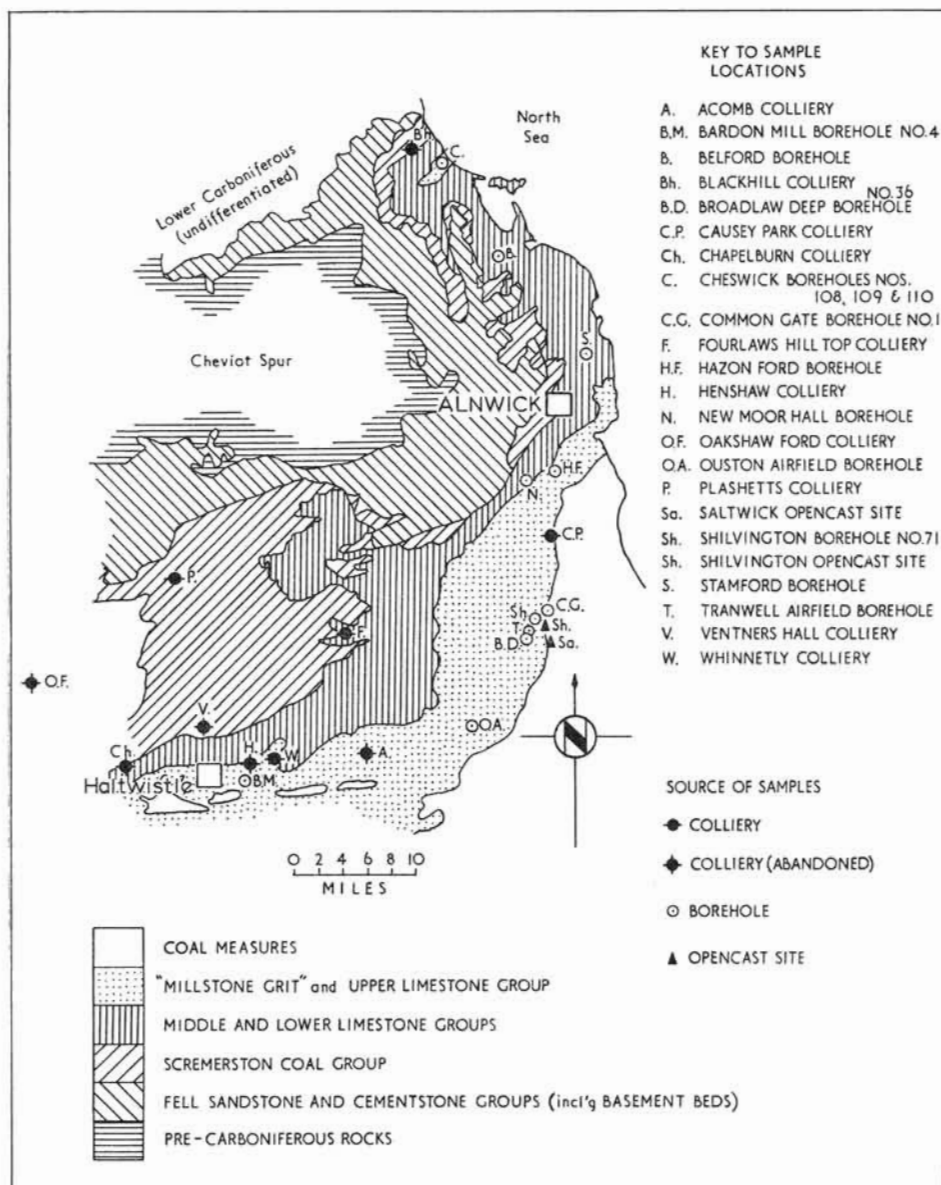 KEY TO SAMPLE
LOCATIONS
A. ACOMB COLLIERY
B.M. BARDON MILL BOREHOLE NO.4
B. BELFORD BOREHOLE
Bh. BLACKHILL COLLIERY
B.D. BROADLAW DEEP BOREHOLE NO.36
C.P. CAUSEY PARK COLLIERY
Ch. CHAPELBURN COLLIERY
C. CHESWICK BOREHOLES NOS.
108, 109 & 110
C.G. COMMON GATE BOREHOLE NO.1
F. FOURLAWS HILL TOP COLLIERY
H.F. HAZON FORD BOREHOLE
H. HENSHAW COLLIERY
N. NEW MOOR HALL BOREHOLE
O.F. OAKSHAW FORD COLLIERY
O.A. OUSTON AIRFIELD BOREHOLE
P. PLASHETTS COLLIERY
Sa. SALTWICK OPENCAST SITE
Sh. SHILVINGTON BOREHOLE NO.71
Sh. SHILVINGTON OPENCAST SITE
S. STAMFORD BOREHOLE
T. TRANWELL AIRFIELD BOREHOLE
V. VENTNERS HALL COLLIERY
W. WHINNETLY COLLIERY
North
Sea
Lower Carboniferous
(undifferentiated)
Bh.
C.
B.
Cheviot Spur
S.
ALNWICK
H.F.
N.
C.P.
P.
C.G.
Sh.
Sh.
T.
B.D.
Sa.
F.
O.F.
V.
O.A.
Ch.
H.
W.
A.
Haltwistle
B.M.
0 2 4 6 8 10
MILES
SOURCE OF SAMPLES
COLLIERY
COLLIERY (ABANDONED)
BOREHOLE
OPENCAST SITE
COAL MEASURES
"MILLSTONE GRIT" and UPPER LIMESTONE GROUP
MIDDLE AND LOWER LIMESTONE GROUPS
SCREMERSTON COAL GROUP
FELL SANDSTONE AND CEMENTSTONE GROUPS (incl'g BASEMENT BEDS)
PRE-CARBONIFEROUS ROCKS